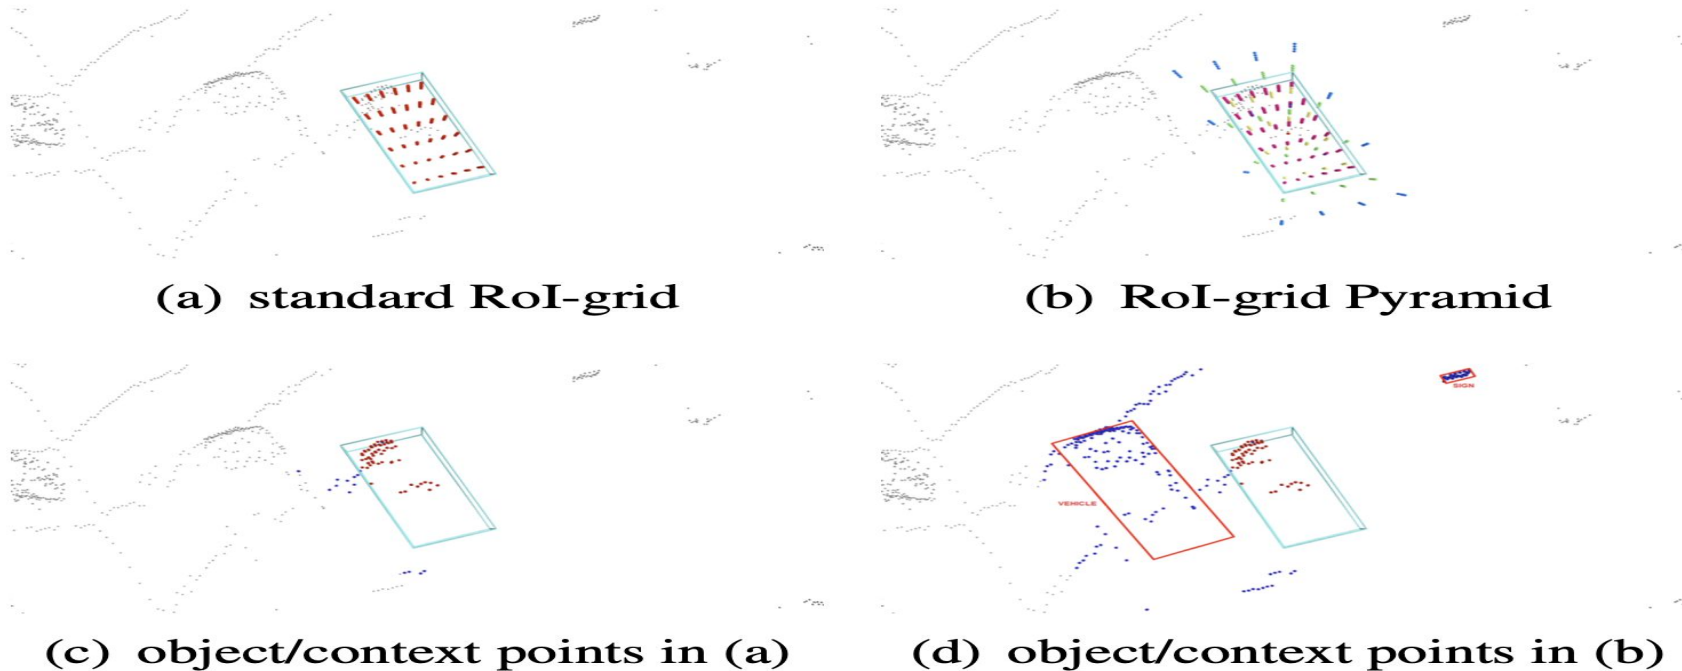 (a) standard RoI-grid
(b) RoI-grid Pyramid
SIGN
VEHICLE
(c) object/context points in (a)
(d) object/context points in (b)